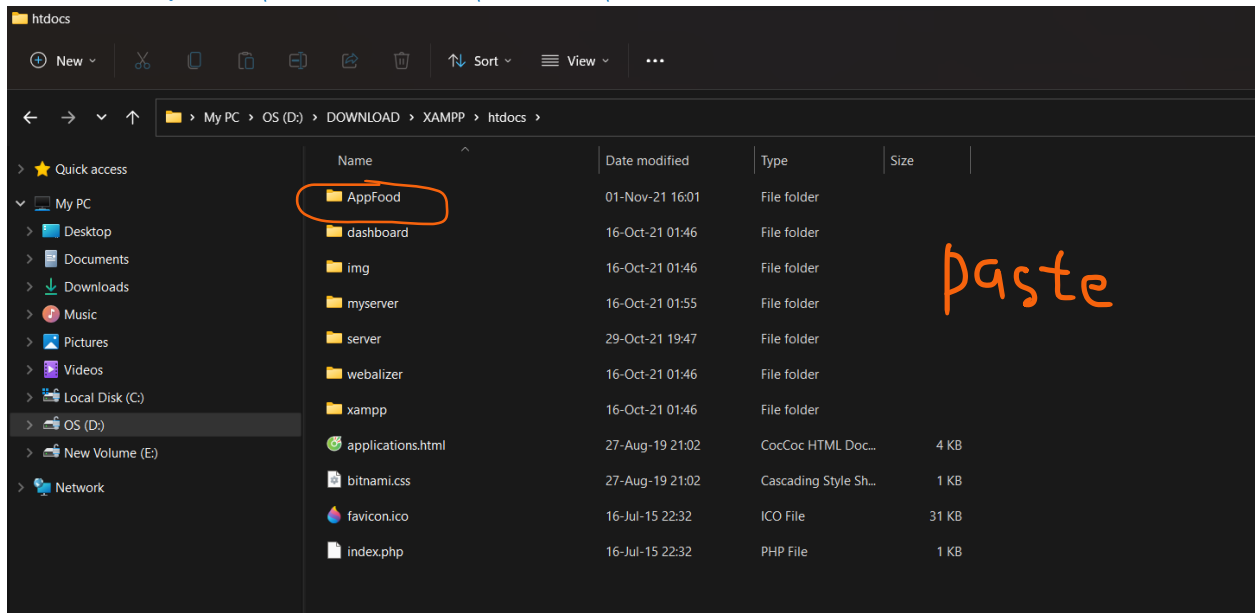 htdocs
New Sort View •••
My PC > OS (D:) > DOWNLOAD > XAMPP > htdocs >
Name Date modified Type Size
Quick access
My PC
Desktop
Documents
Downloads
Music
Pictures
Videos
Local Disk (C:)
OS (D:)
New Volume (E:)
Network
AppFood 01-Nov-21 16:01 File folder
dashboard 16-Oct-21 01:46 File folder
img 16-Oct-21 01:46 File folder
myserver 16-Oct-21 01:55 File folder
server 29-Oct-21 19:47 File folder
webalizer 16-Oct-21 01:46 File folder
xampp 16-Oct-21 01:46 File folder
applications.html 27-Aug-19 21:02 CocCoc HTML Doc... 4 KB
bitnami.css 27-Aug-19 21:02 Cascading Style Sh... 1 KB
favicon.ico 16-Jul-15 22:32 ICO File 31 KB
index.php 16-Jul-15 22:32 PHP File 1 KB
paste